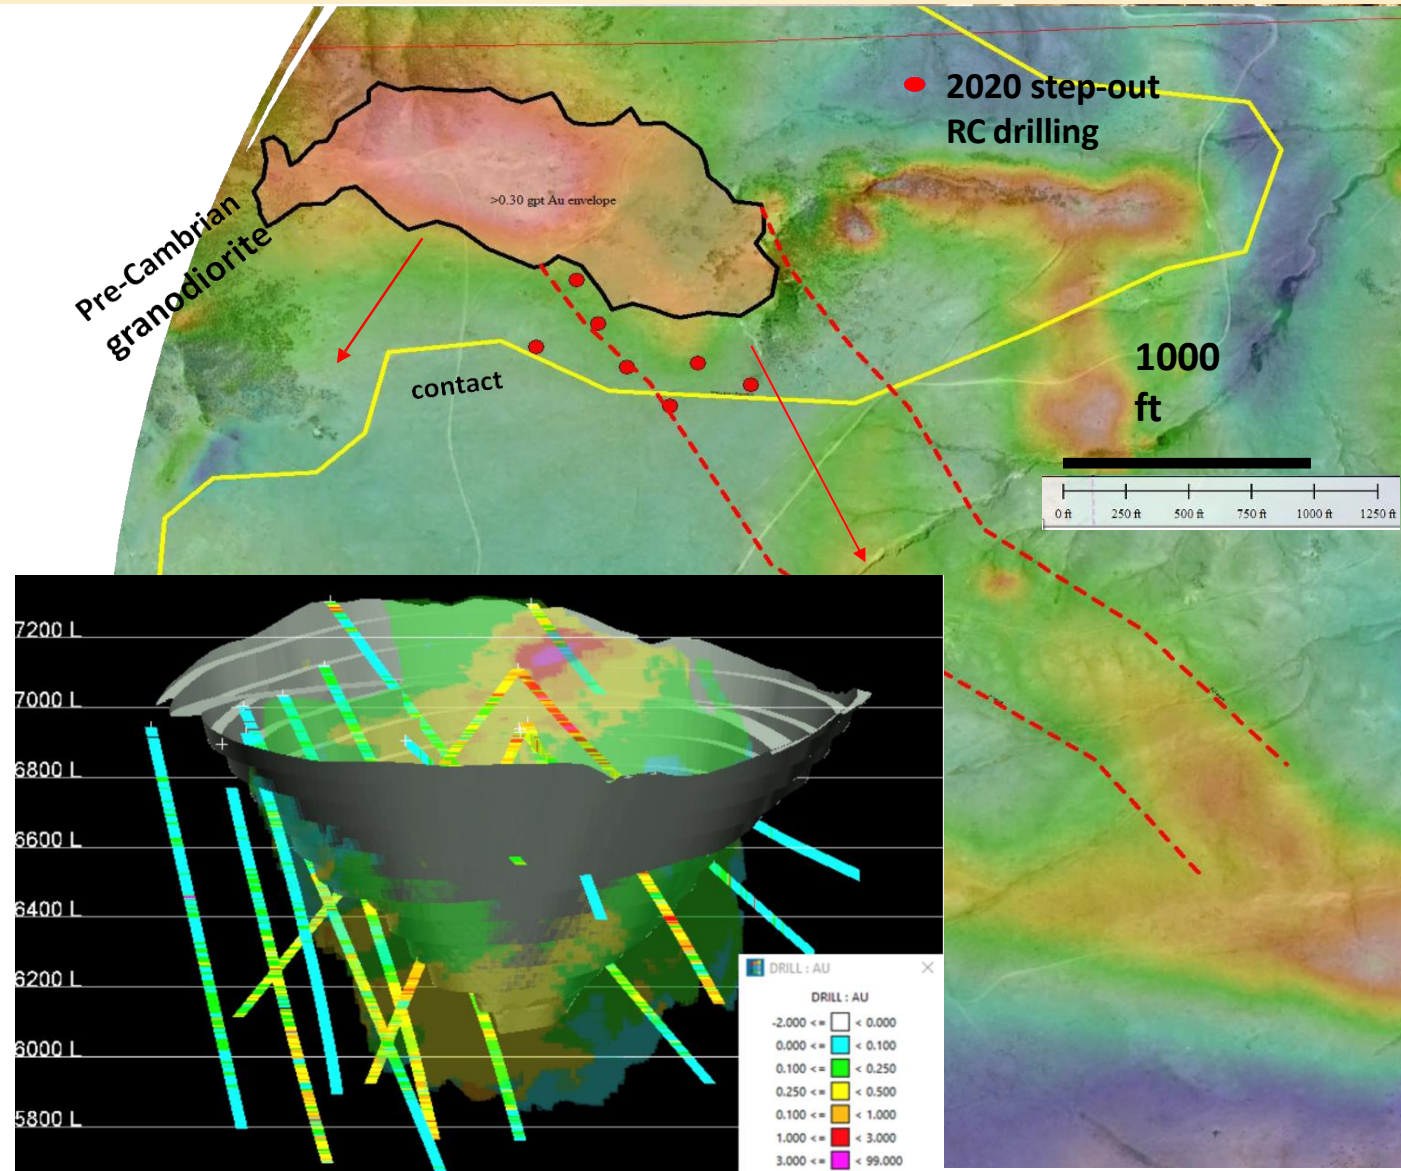 2020 step-out
RC drilling
>0.30 gpt Au envelope
Pre-Cambrian
granodiorite
contact
1000
ft
0 ft 250 ft 500 ft 750 ft 1000 ft 1250 ft
7200 L
7000 L
6800 L
6600 L
6400 L
6200 L
6000 L
5800 L
DRILL : AU
DRILL : AU
-2.000 <= < 0.000
0.000 <= < 0.100
0.100 <= < 0.250
0.250 <= < 0.500
0.100 <= < 1.000
1.000 <= < 3.000
3.000 <= < 99.000